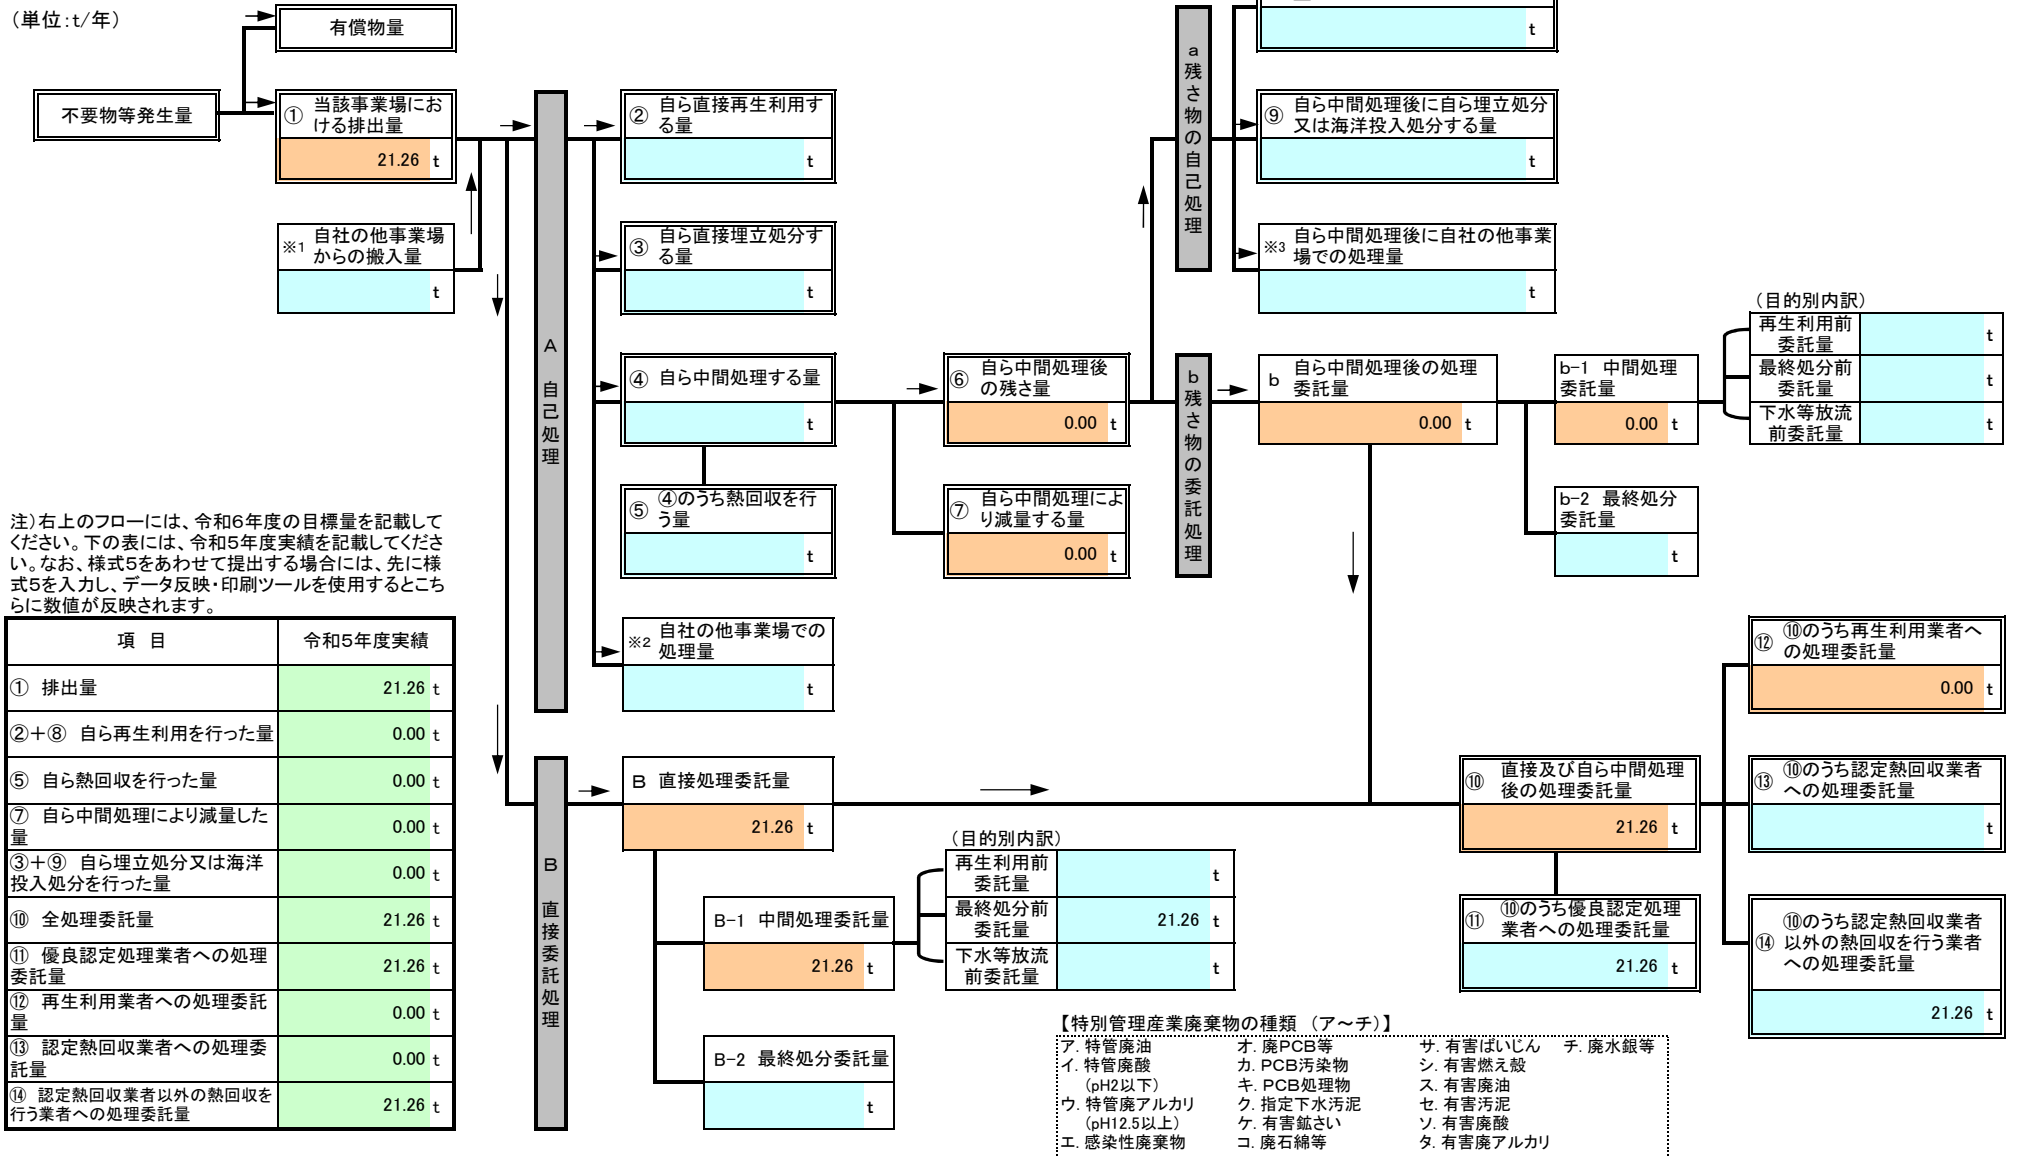 （単位:t/年）
有償物量
不要物等発生量
① 当該事業場にお
ける排出量
21.26 t
※1 自社の他事業場
からの搬入量
t
A 自己処理
② 自ら直接再生利用す
る量
t
③ 自ら直接埋立処分す
る量
t
④ 自ら中間処理する量
t
⑤ ④のうち熱回収を行
う量
t
※2 自社の他事業場での
処理量
t
⑥ 自ら中間処理後
の残さ量
0.00 t
⑦ 自ら中間処理によ
り減量する量
0.00 t
a残さ物の自己処理
t
⑨ 自ら中間処理後に自ら埋立処分
又は海洋投入処分する量
t
※3 自ら中間処理後に自社の他事業
場での処理量
t
b残さ物の委託処理
b 自ら中間処理後の処理
委託量
0.00 t
b-1 中間処理
委託量
0.00 t
（目的別内訳）
再生利用前
委託量
t
最終処分前
委託量
t
下水等放流
前委託量
t
b-2 最終処分
委託量
t
注)右上のフローには、令和6年度の目標量を記載して
ください。下の表には、令和5年度実績を記載してくださ
い。なお、様式5をあわせて提出する場合には、先に様
式5を入力し、データ反映・印刷ツールを使用するとこち
らに数値が反映されます。
項 目 令和5年度実績
① 排出量 21.26 t
②＋⑧ 自ら再生利用を行った量 0.00 t
⑤ 自ら熱回収を行った量 0.00 t
⑦ 自ら中間処理により減量した
量 0.00 t
③＋⑨ 自ら埋立処分又は海洋
投入処分を行った量 0.00 t
⑩ 全処理委託量 21.26 t
⑪ 優良認定処理業者への処理
委託量 21.26 t
⑫ 再生利用業者への処理委託
量 0.00 t
⑬ 認定熱回収業者への処理委
託量 0.00 t
⑭ 認定熱回収業者以外の熱回収を
行う業者への処理委託量 21.26 t
B 直接委託処理
B 直接処理委託量
21.26 t
B-1 中間処理委託量
21.26 t
（目的別内訳）
再生利用前
委託量
t
最終処分前
委託量
21.26 t
下水等放流
前委託量
t
B-2 最終処分委託量
t
⑩ 直接及び自ら中間処理
後の処理委託量
21.26 t
⑪ ⑩のうち優良認定処理
業者への処理委託量
21.26 t
⑫ ⑩のうち再生利用業者へ
の処理委託量
0.00 t
⑬ ⑩のうち認定熱回収業者
への処理委託量
t
⑭ ⑩のうち認定熱回収業者
以外の熱回収を行う業者
への処理委託量
21.26 t
【特別管理産業廃棄物の種類 （ア～チ）】
ア. 特管廃油 オ. 廃PCB等 サ. 有害ばいじん チ. 廃水銀等
イ. 特管廃酸 カ. PCB汚染物 シ. 有害燃え殻
（pH2以下） キ. PCB処理物 ス. 有害廃油
ウ. 特管廃アルカリ ク. 指定下水汚泥 セ. 有害汚泥
（pH12.5以上） ケ. 有害鉱さい ソ. 有害廃酸
エ. 感染性廃棄物 コ. 廃石綿等 タ. 有害廃アルカリ